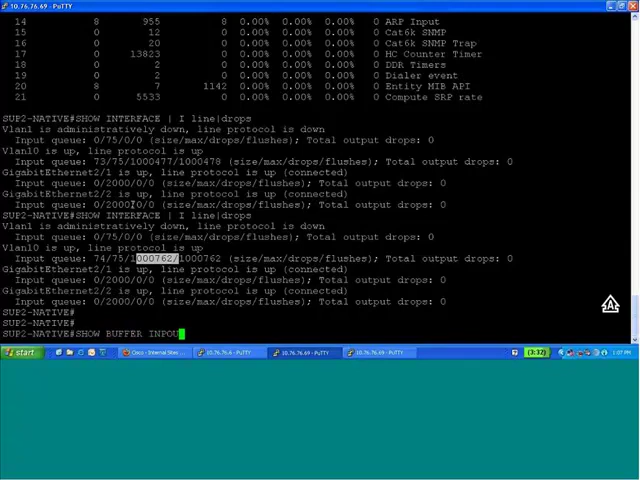 10.76.76.69 - PuTTY
14 8 955 8 0.00% 0.00% 0.00% 0 ARP Input
15 0 12 0 0.00% 0.00% 0.00% 0 Cat6k SNMP
16 0 20 0 0.00% 0.00% 0.00% 0 Cat6k SNMP Trap
17 0 13823 0 0.00% 0.00% 0.00% 0 HC Counter Timer
18 0 2 0 0.00% 0.00% 0.00% 0 DDR Timers
19 0 2 0 0.00% 0.00% 0.00% 0 Dialer event
20 8 7 1142 0.00% 0.00% 0.00% 0 Entity MIB API
21 0 5533 0 0.00% 0.00% 0.00% 0 Compute SRP rate
SUP2-NATIVE#SHOW INTERFACE | I line|drops
Vlan1 is administratively down, line protocol is down
Input queue: 0/75/0/0 (size/max/drops/flushes); Total output drops: 0
Vlan10 is up, line protocol is up
Input queue: 73/75/1000477/1000478 (size/max/drops/flushes); Total output drops: 0
GigabitEthernet2/1 is up, line protocol is up (connected)
Input queue: 0/2000/0/0 (size/max/drops/flushes); Total output drops: 0
GigabitEthernet2/2 is up, line protocol is up (connected)
Input queue: 0/2000/0/0 (size/max/drops/flushes); Total output drops: 0
SUP2-NATIVE#SHOW INTERFACE | I line|drops
Vlan1 is administratively down, line protocol is down
Input queue: 0/75/0/0 (size/max/drops/flushes); Total output drops: 0
Vlan10 is up, line protocol is up
Input queue: 74/75/1000762/1000762 (size/max/drops/flushes); Total output drops: 0
GigabitEthernet2/1 is up, line protocol is up (connected)
Input queue: 0/2000/0/0 (size/max/drops/flushes); Total output drops: 0
GigabitEthernet2/2 is up, line protocol is up (connected)
Input queue: 0/2000/0/0 (size/max/drops/flushes); Total output drops: 0
SUP2-NATIVE#
SUP2-NATIVE#
SUP2-NATIVE#SHOW BUFFER INPOU
start Cisco - Internal Sites ... 10.76.76.6 - PuTTY 10.76.76.69 - PuTTY 10.76.76.69 - PuTTY (3:32) 1:07 PM